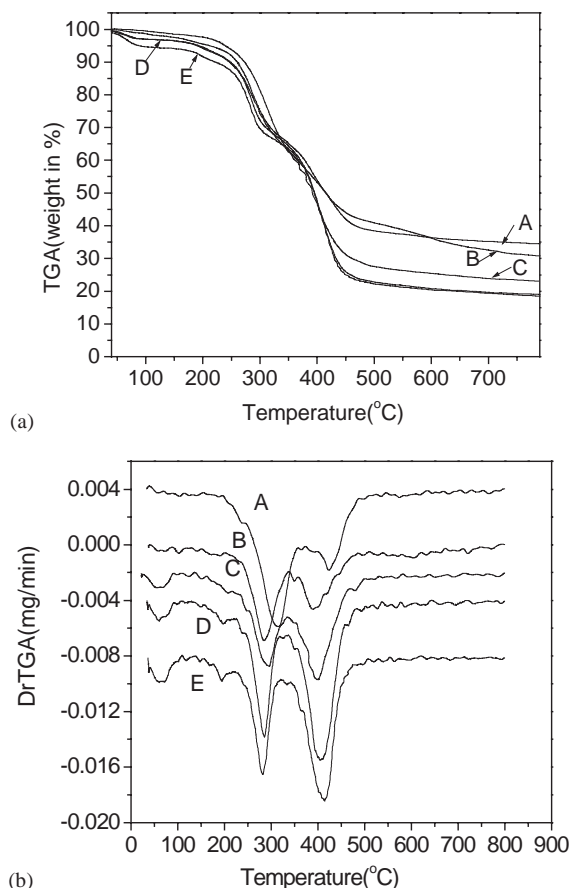 100
90
80
70
60
50
40
30
20
10
0
TGA(weight in %)
D
E
A
B
C
100 200 300 400 500 600 700
Temperature(°C)
(a)
0.004
0.000
-0.004
-0.008
-0.012
-0.016
-0.020
DrTGA(mg/min)
A
B
C
D
E
0 100 200 300 400 500 600 700 800 900
Temperature(°C)
(b)